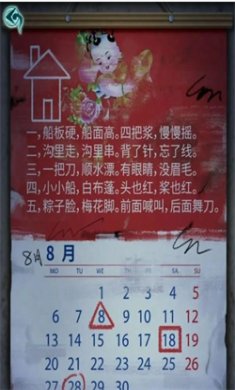 一，船板硬，船面高。四把浆，慢慢摇。
二，沟里走，沟里串。背了针，忘了线。
三，一把刀，顺水漂。有眼睛，没眉毛。
四，小小船，白布篷。头也红，桨也红。
五，粽子脸，梅花脚。前面喊叫，后面舞刀。
8月 8 月
MO TU WE TH FR SA SU
1 2 3 4 5
6 7 8 9 10 11 12
13 14 15 16 17 18 19
20 21 22 23 24 25 26
27 28 29 30 31